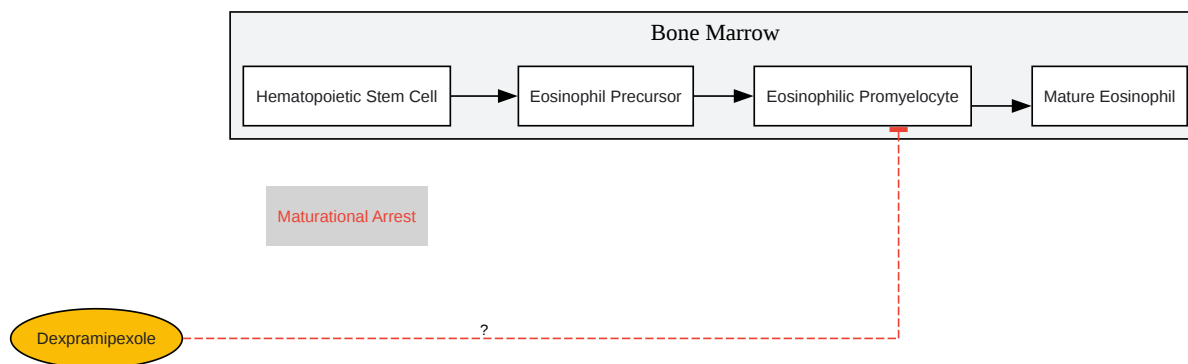 Bone Marrow
Hematopoietic Stem Cell
Eosinophil Precursor
Eosinophilic Promyelocyte
Mature Eosinophil
Maturational Arrest
?
Dexpramipexole